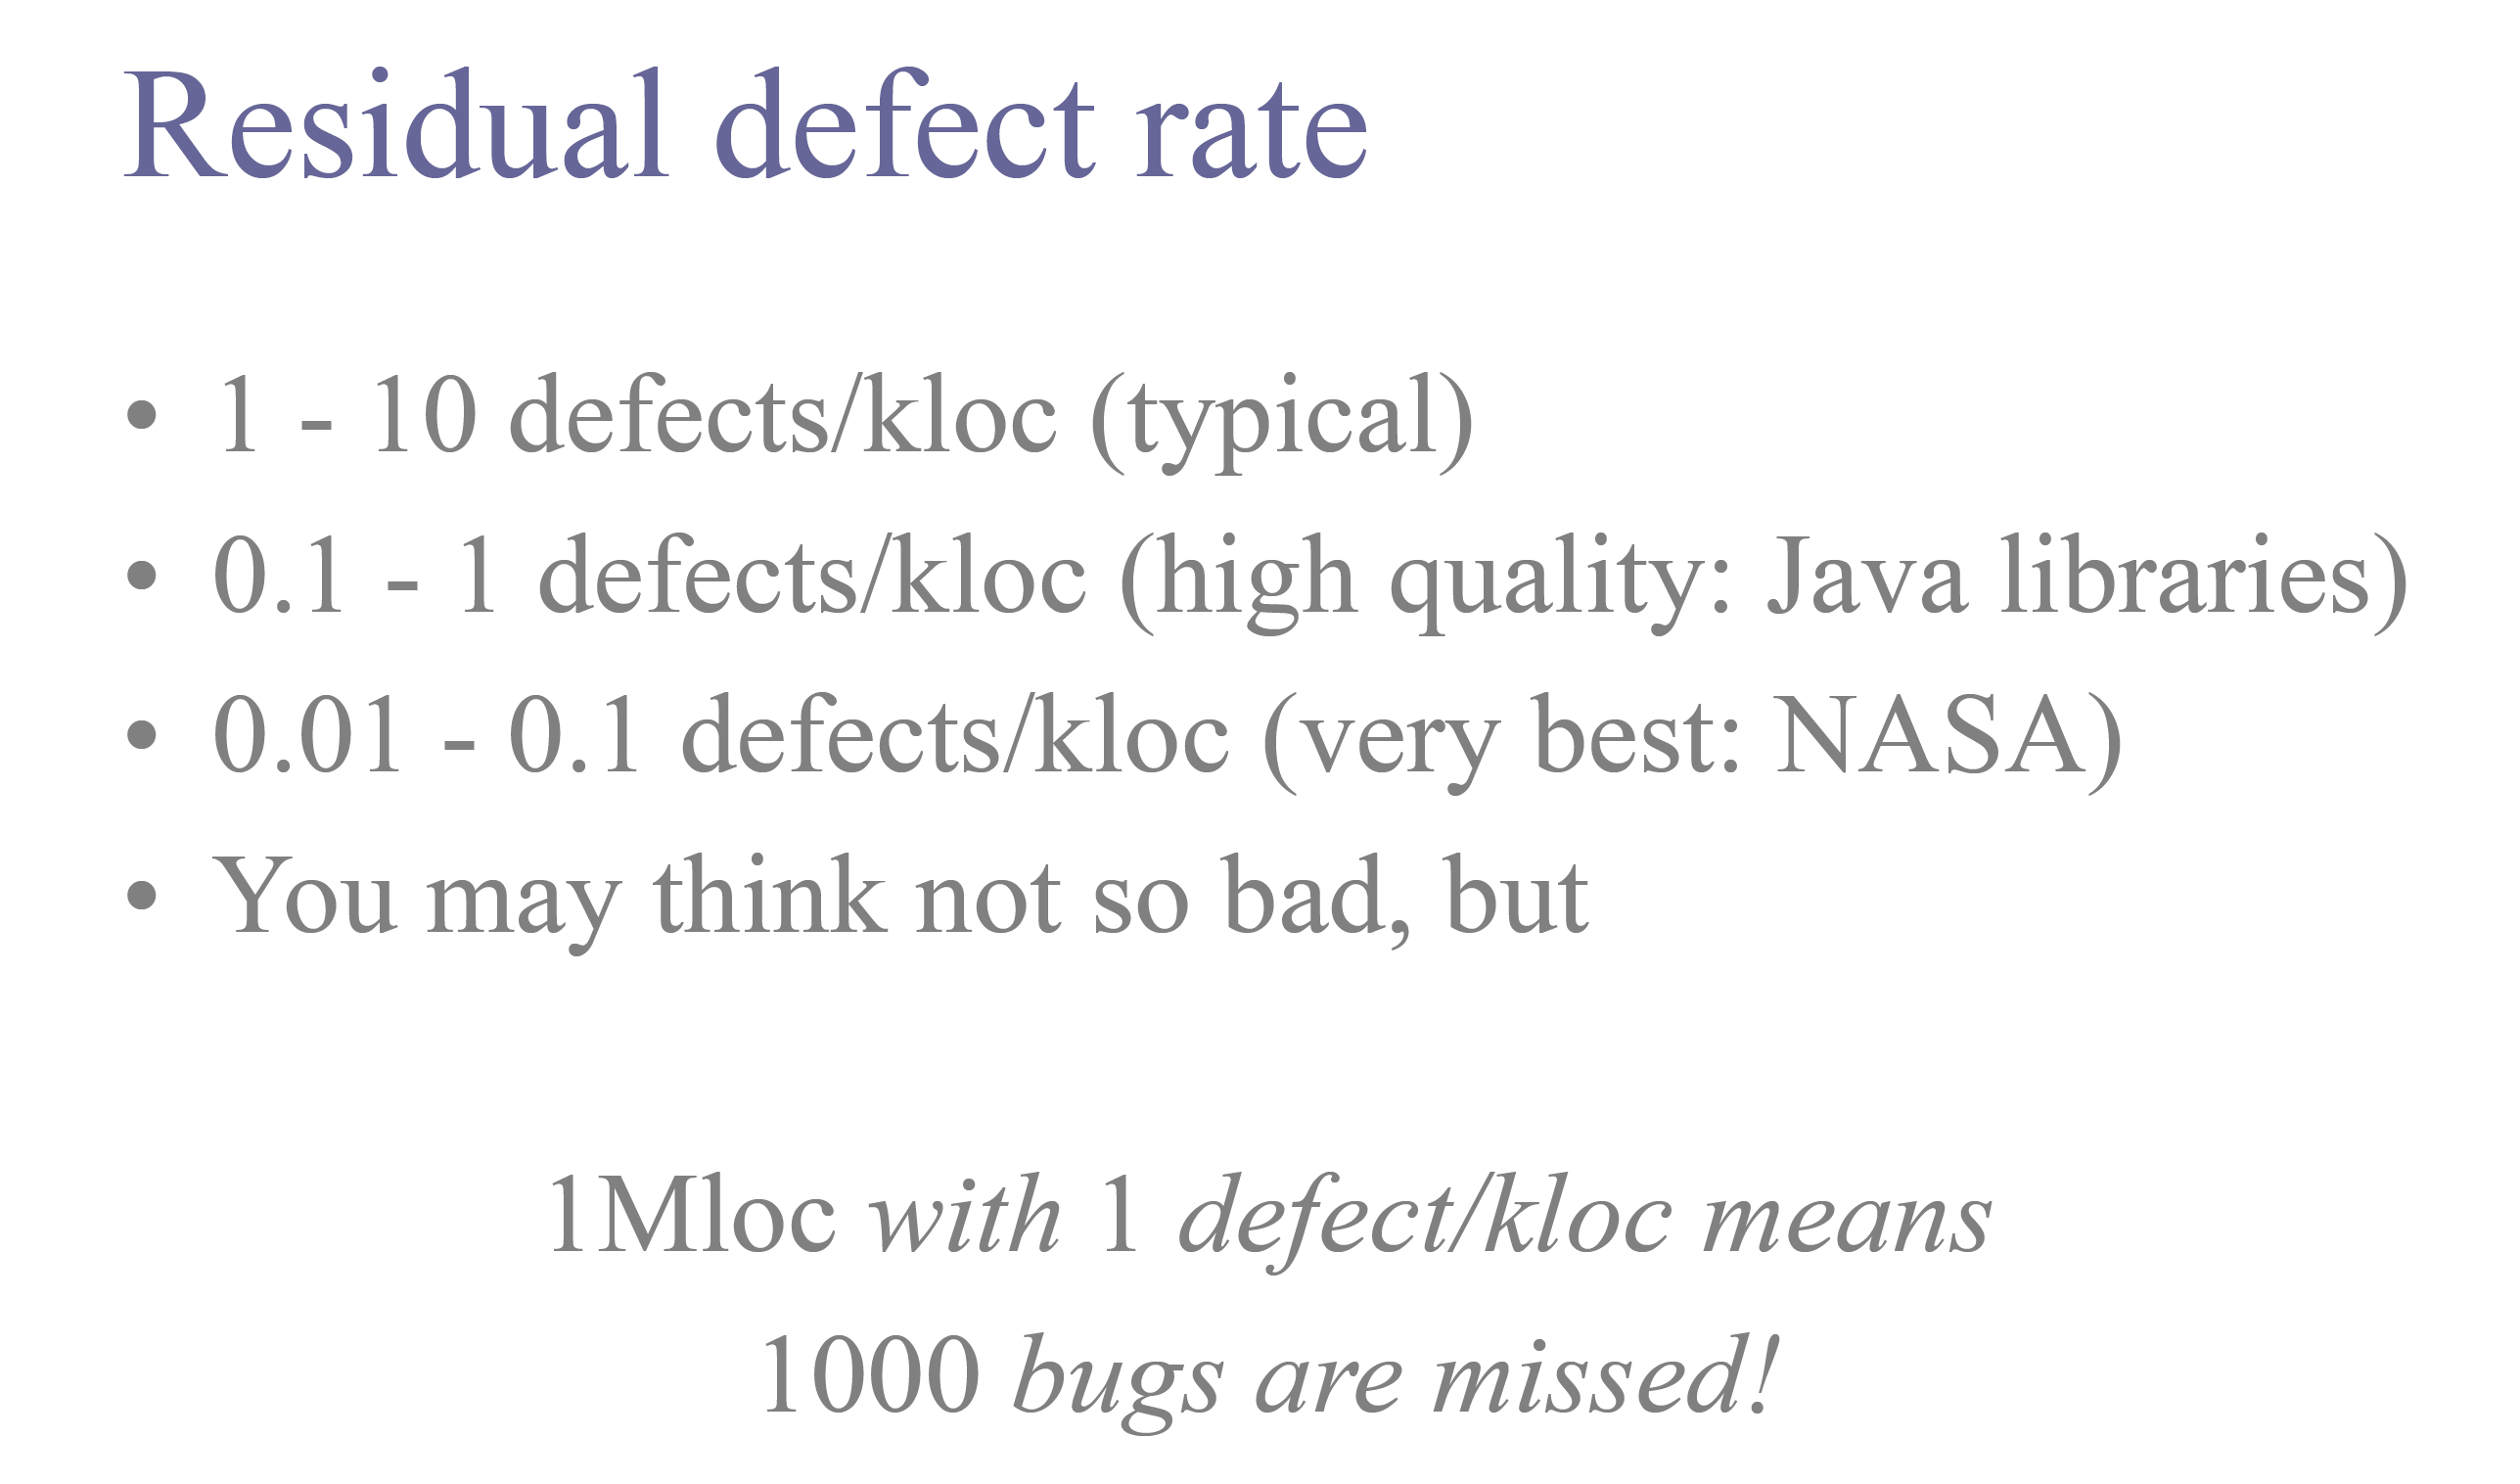 Residual defect rate
• 1 - 10 defects/kloc (typical)
• 0.1 - 1 defects/kloc (high quality: Java libraries)
• 0.01 - 0.1 defects/kloc (very best: NASA)
• You may think not so bad, but
1Mloc with 1 defect/kloc means
1000 bugs are missed!